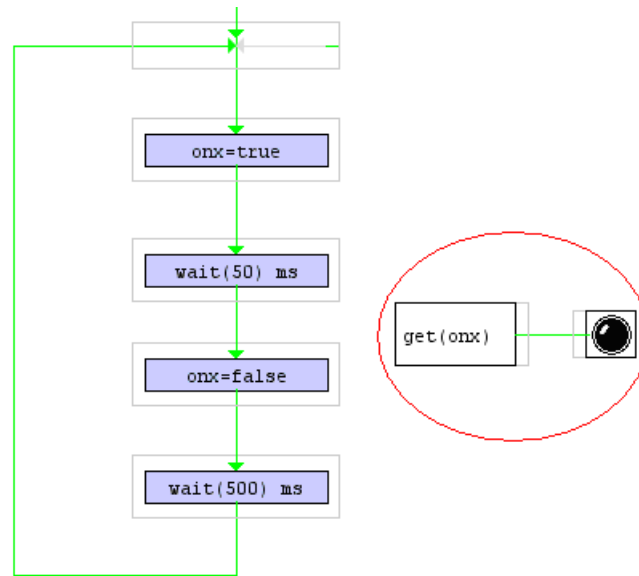 onx=true
wait(50) ms
onx=false
wait(500) ms
get(onx)